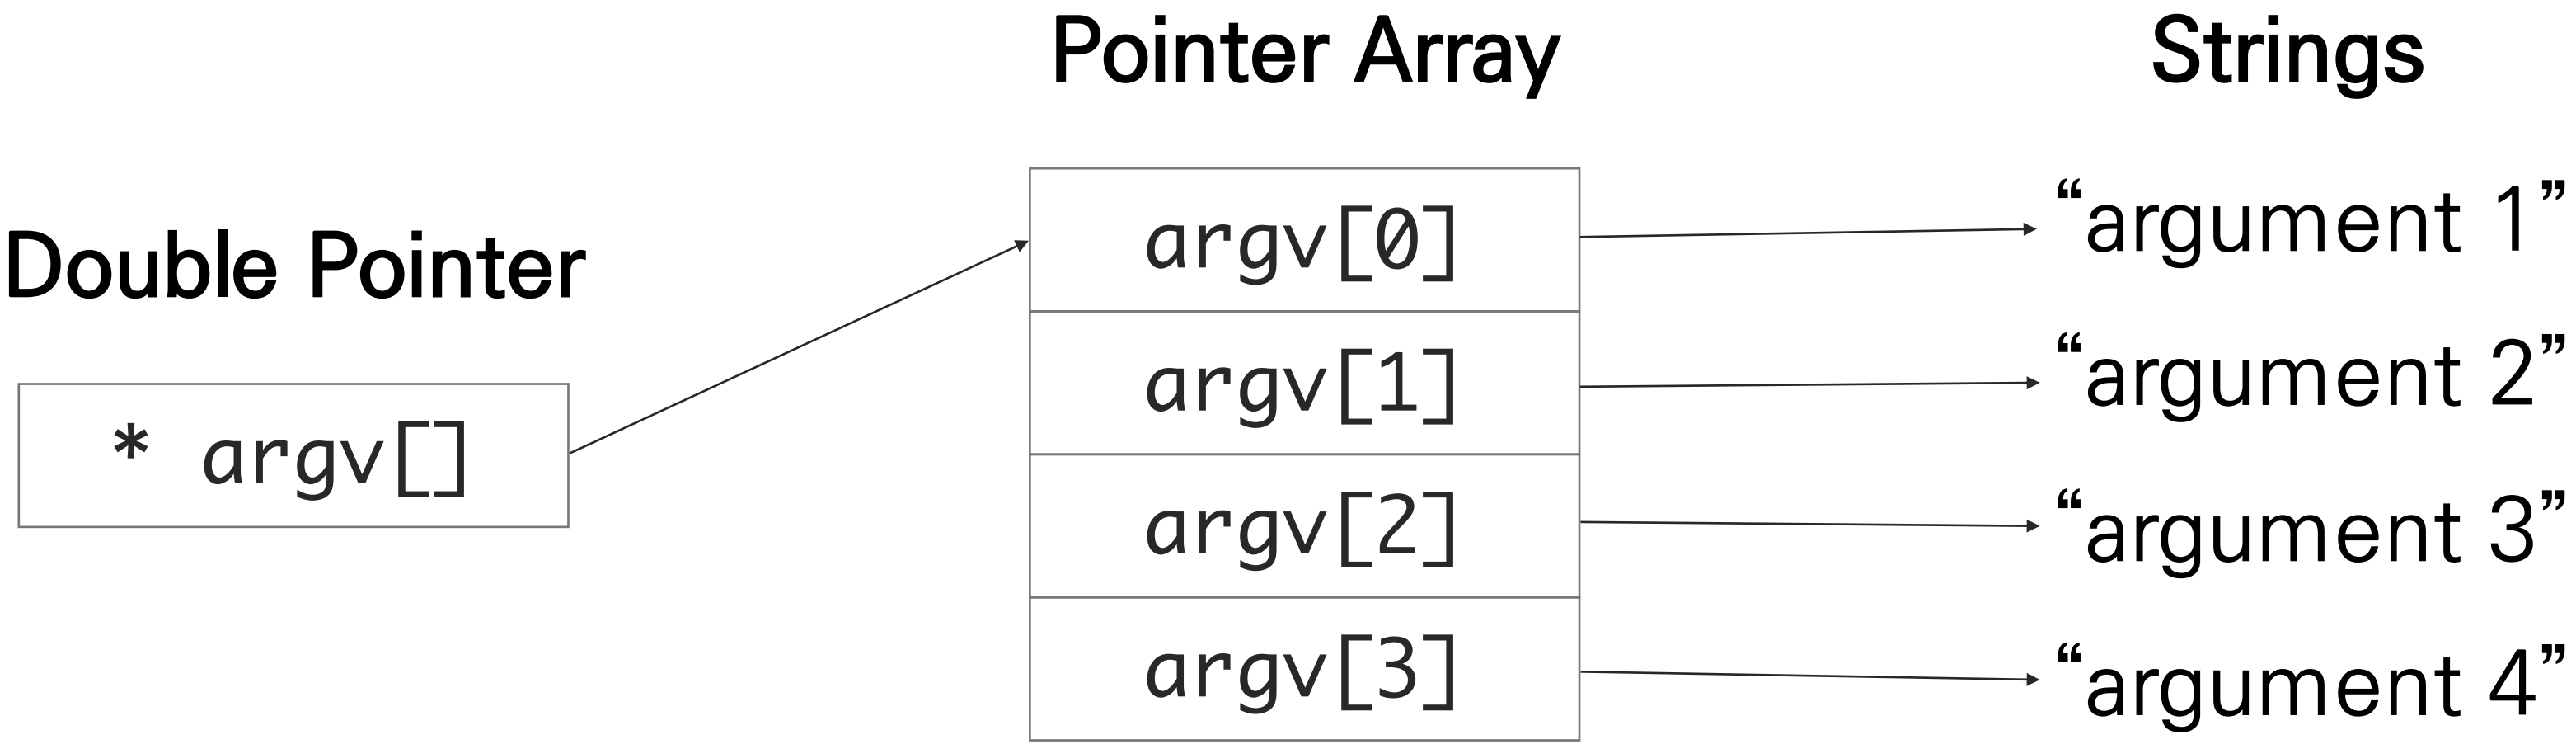 Double Pointer
* argv[]
Pointer Array
argv[0]
argv[1]
argv[2]
argv[3]
Strings
“argument 1”
“argument 2”
“argument 3”
“argument 4”